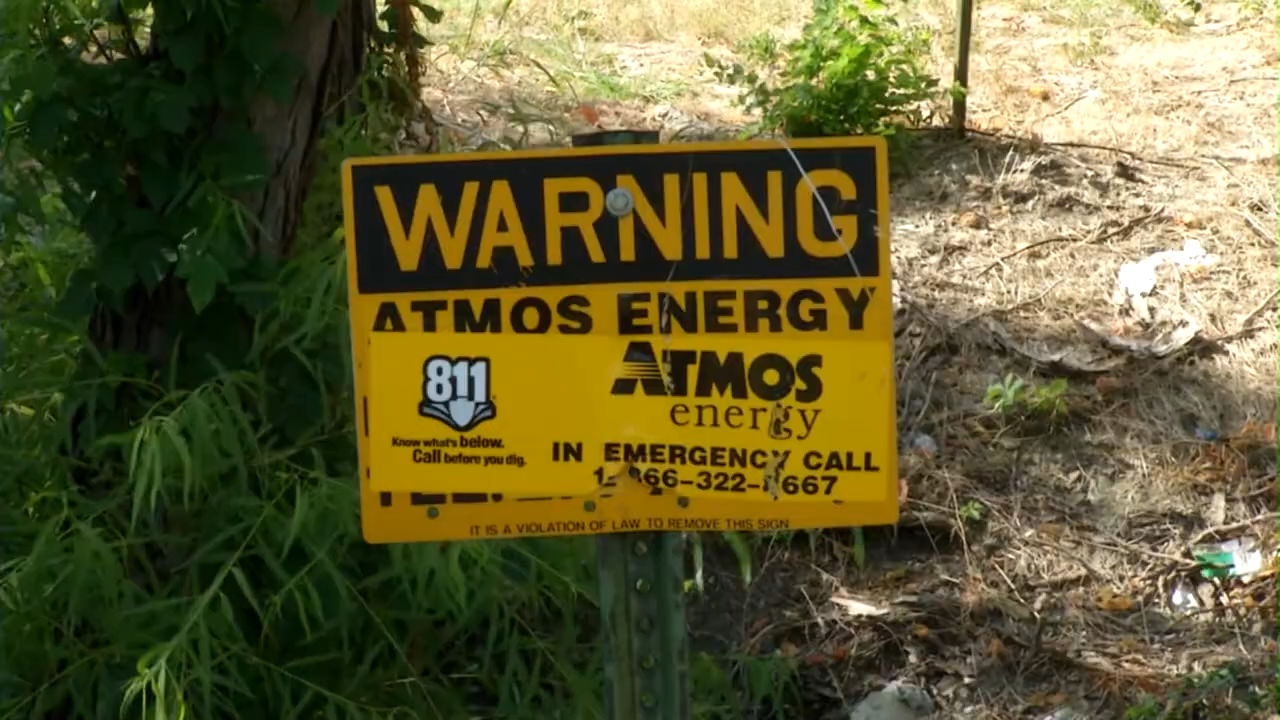 WARNING
ATMOS ENERGY
811
Know what's below.
Call before you dig.
ATMOS
energy
IN EMERGENCY CALL
IT IS A VIOLATION OF LAW TO REMOVE THIS SIGN